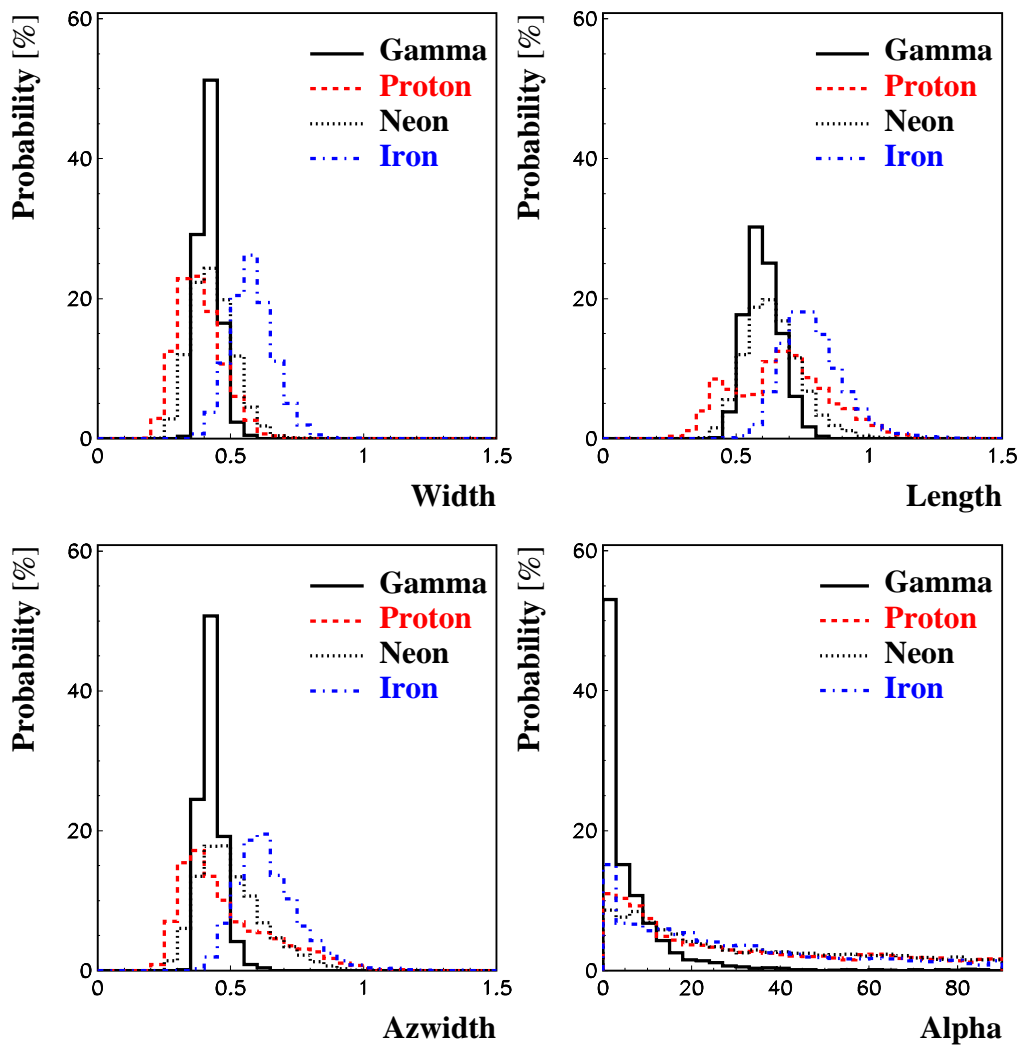 Probability [%]
60
40
20
0
0
0.5
1
1.5
Width
Gamma
Proton
Neon
Iron
Probability [%]
60
40
20
0
0
0.5
1
1.5
Length
Gamma
Proton
Neon
Iron
Probability [%]
60
40
20
0
0
0.5
1
1.5
Azwidth
Gamma
Proton
Neon
Iron
Probability [%]
60
40
20
0
0
20
40
60
80
Alpha
Gamma
Proton
Neon
Iron